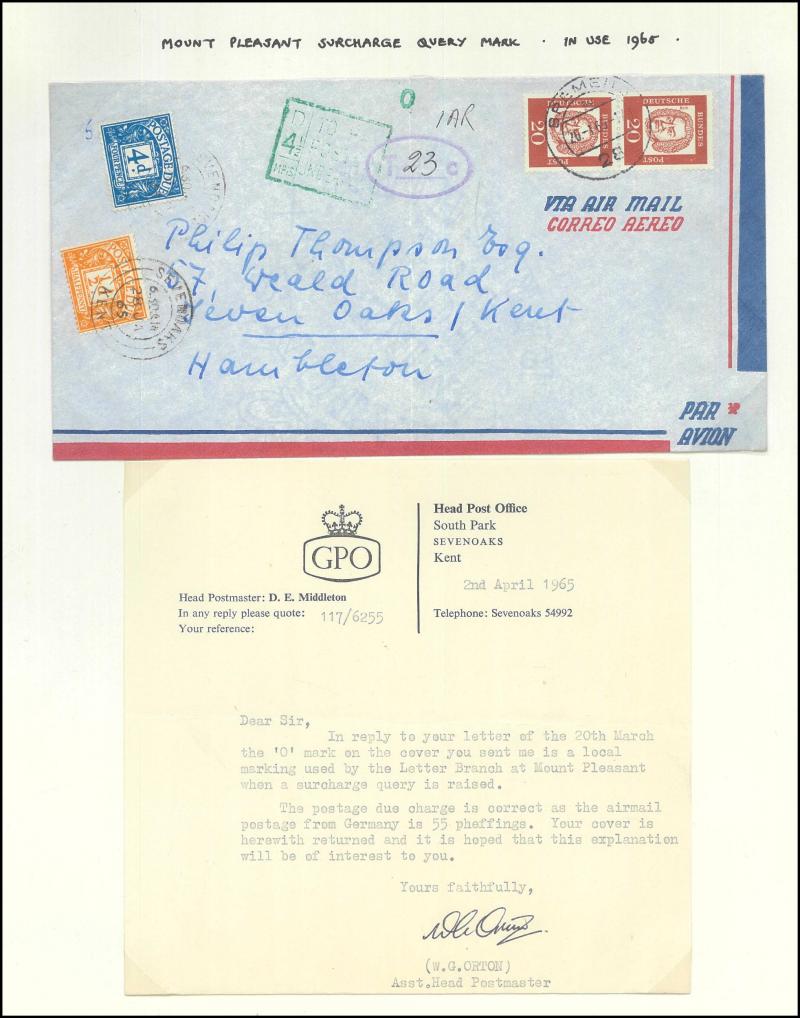 MOUNT PLEASANT SURCHARGE QUERY MARK · IN USE 1965 ·
O
1AR
4
23
T C
20 DEUTSCHE BUNDESPOST
20 DEUTSCHE BUNDESPOST
28
POSTAGE DUE
4d.
VIA AIR MAIL
CORREO AEREO
POSTAGE DUE
½d
SEVENOAKS
65
KENT
Philip Thompson Esq.
57 Weald Road
Seven Oaks / Kent
Hambleton
PAR
AVION
GPO
Head Post Office
South Park
SEVENOAKS
Kent
2nd April 1965
Head Postmaster: D. E. Middleton
In any reply please quote: 117/6255
Your reference:
Telephone: Sevenoaks 54992
Dear Sir,
In reply to your letter of the 20th March
the 'O' mark on the cover you sent me is a local
marking used by the Letter Branch at Mount Pleasant
when a surcharge query is raised.
The postage due charge is correct as the airmail
postage from Germany is 55 pheffings. Your cover is
herewith returned and it is hoped that this explanation
will be of interest to you.
Yours faithfully,
(W.G.ORTON)
Asst.Head Postmaster